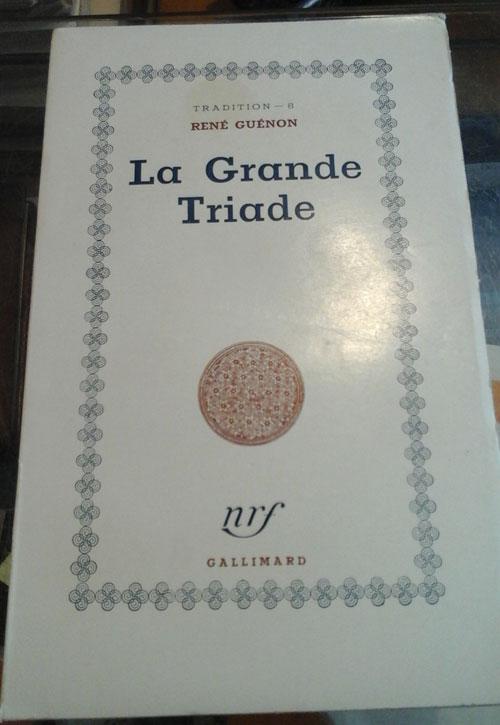 TRADITION — 8
RENÉ GUÉNON
La Grande
Triade
nrf
GALLIMARD